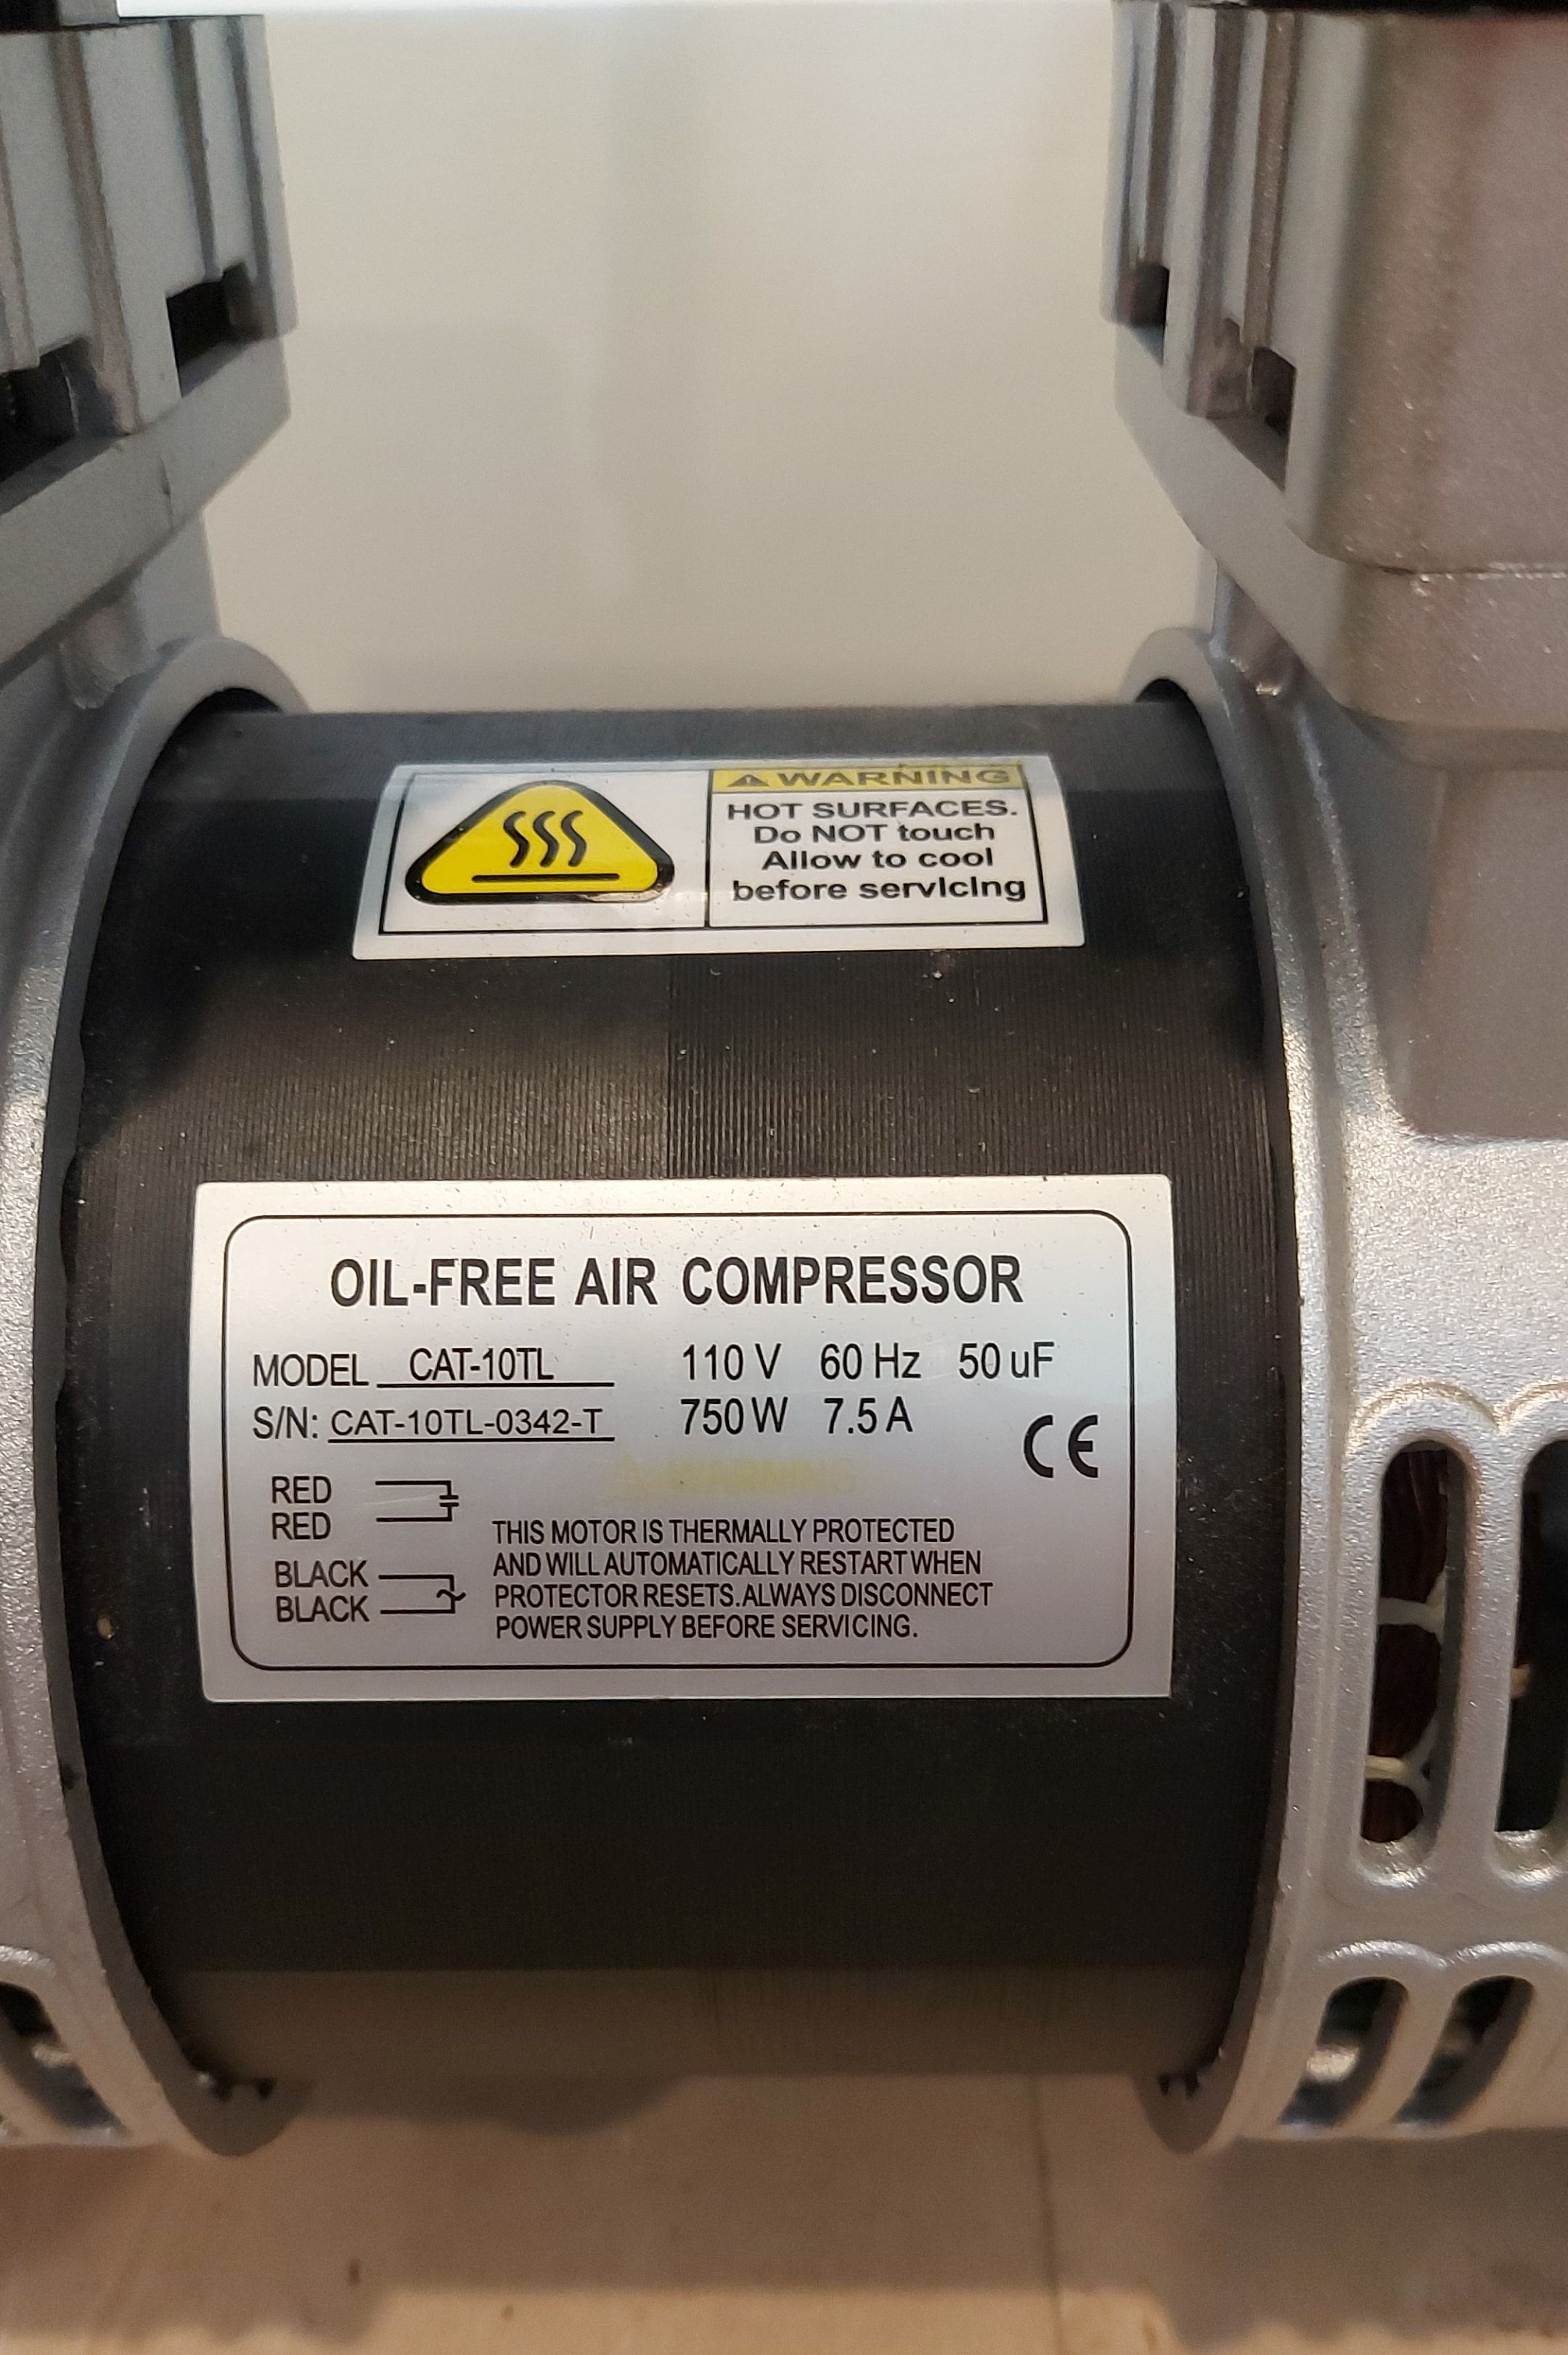 WARNING
HOT SURFACES.
Do NOT touch
Allow to cool
before servicing
OIL-FREE AIR COMPRESSOR
MODEL CAT-10TL 110 V 60 Hz 50 uF
S/N: CAT-10TL-0342-T 750 W 7.5 A
CE
RED
RED
BLACK
BLACK
THIS MOTOR IS THERMALLY PROTECTED
AND WILL AUTOMATICALLY RESTART WHEN
PROTECTOR RESETS.ALWAYS DISCONNECT
POWER SUPPLY BEFORE SERVICING.